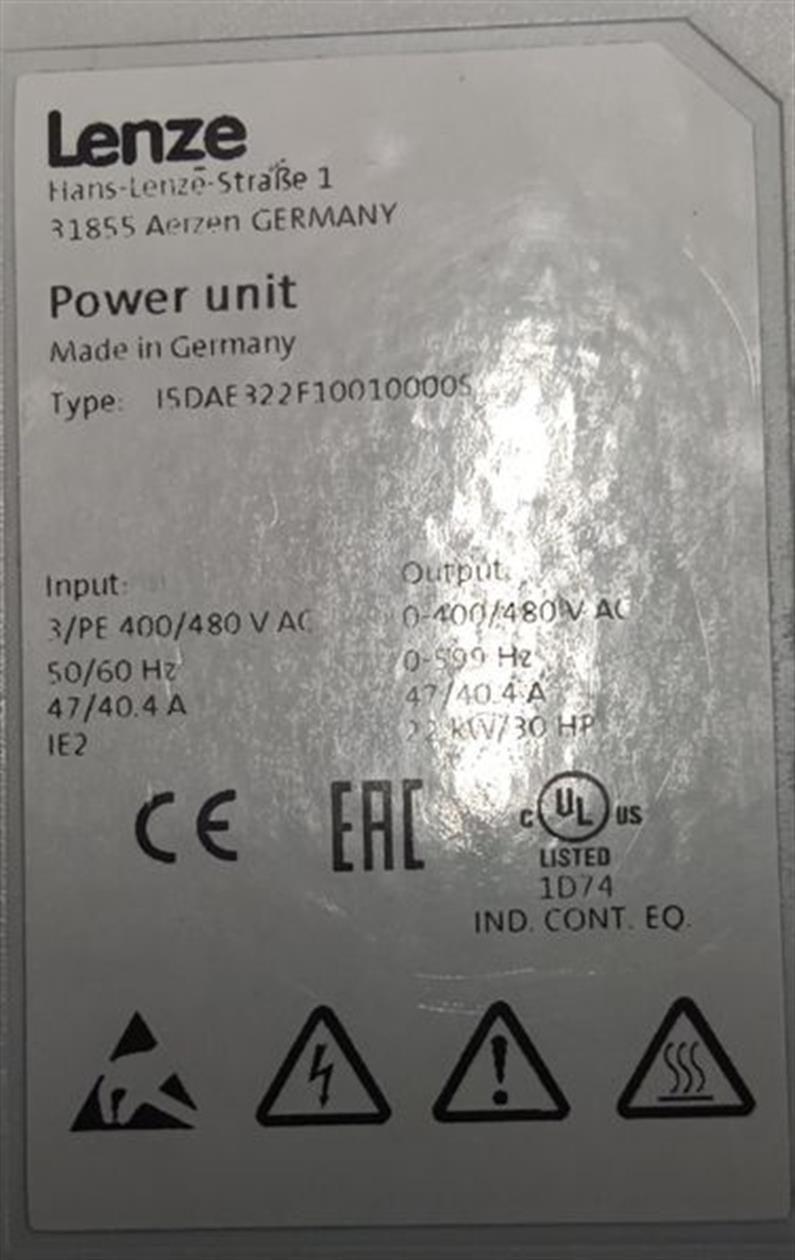 Lenze
Hans-Lenze-Straße 1
31855 Aerzen GERMANY
Power unit
Made in Germany
Type: I5DAE322F10010000S
Input:
3/PE 400/480 V AC
50/60 Hz
47/40.4 A
IE2
Output:
0-400/480 V AC
0-599 Hz
47/40.4 A
22 kW/30 HP
CE
EAC
C UL US
LISTED
1D74
IND. CONT. EQ.